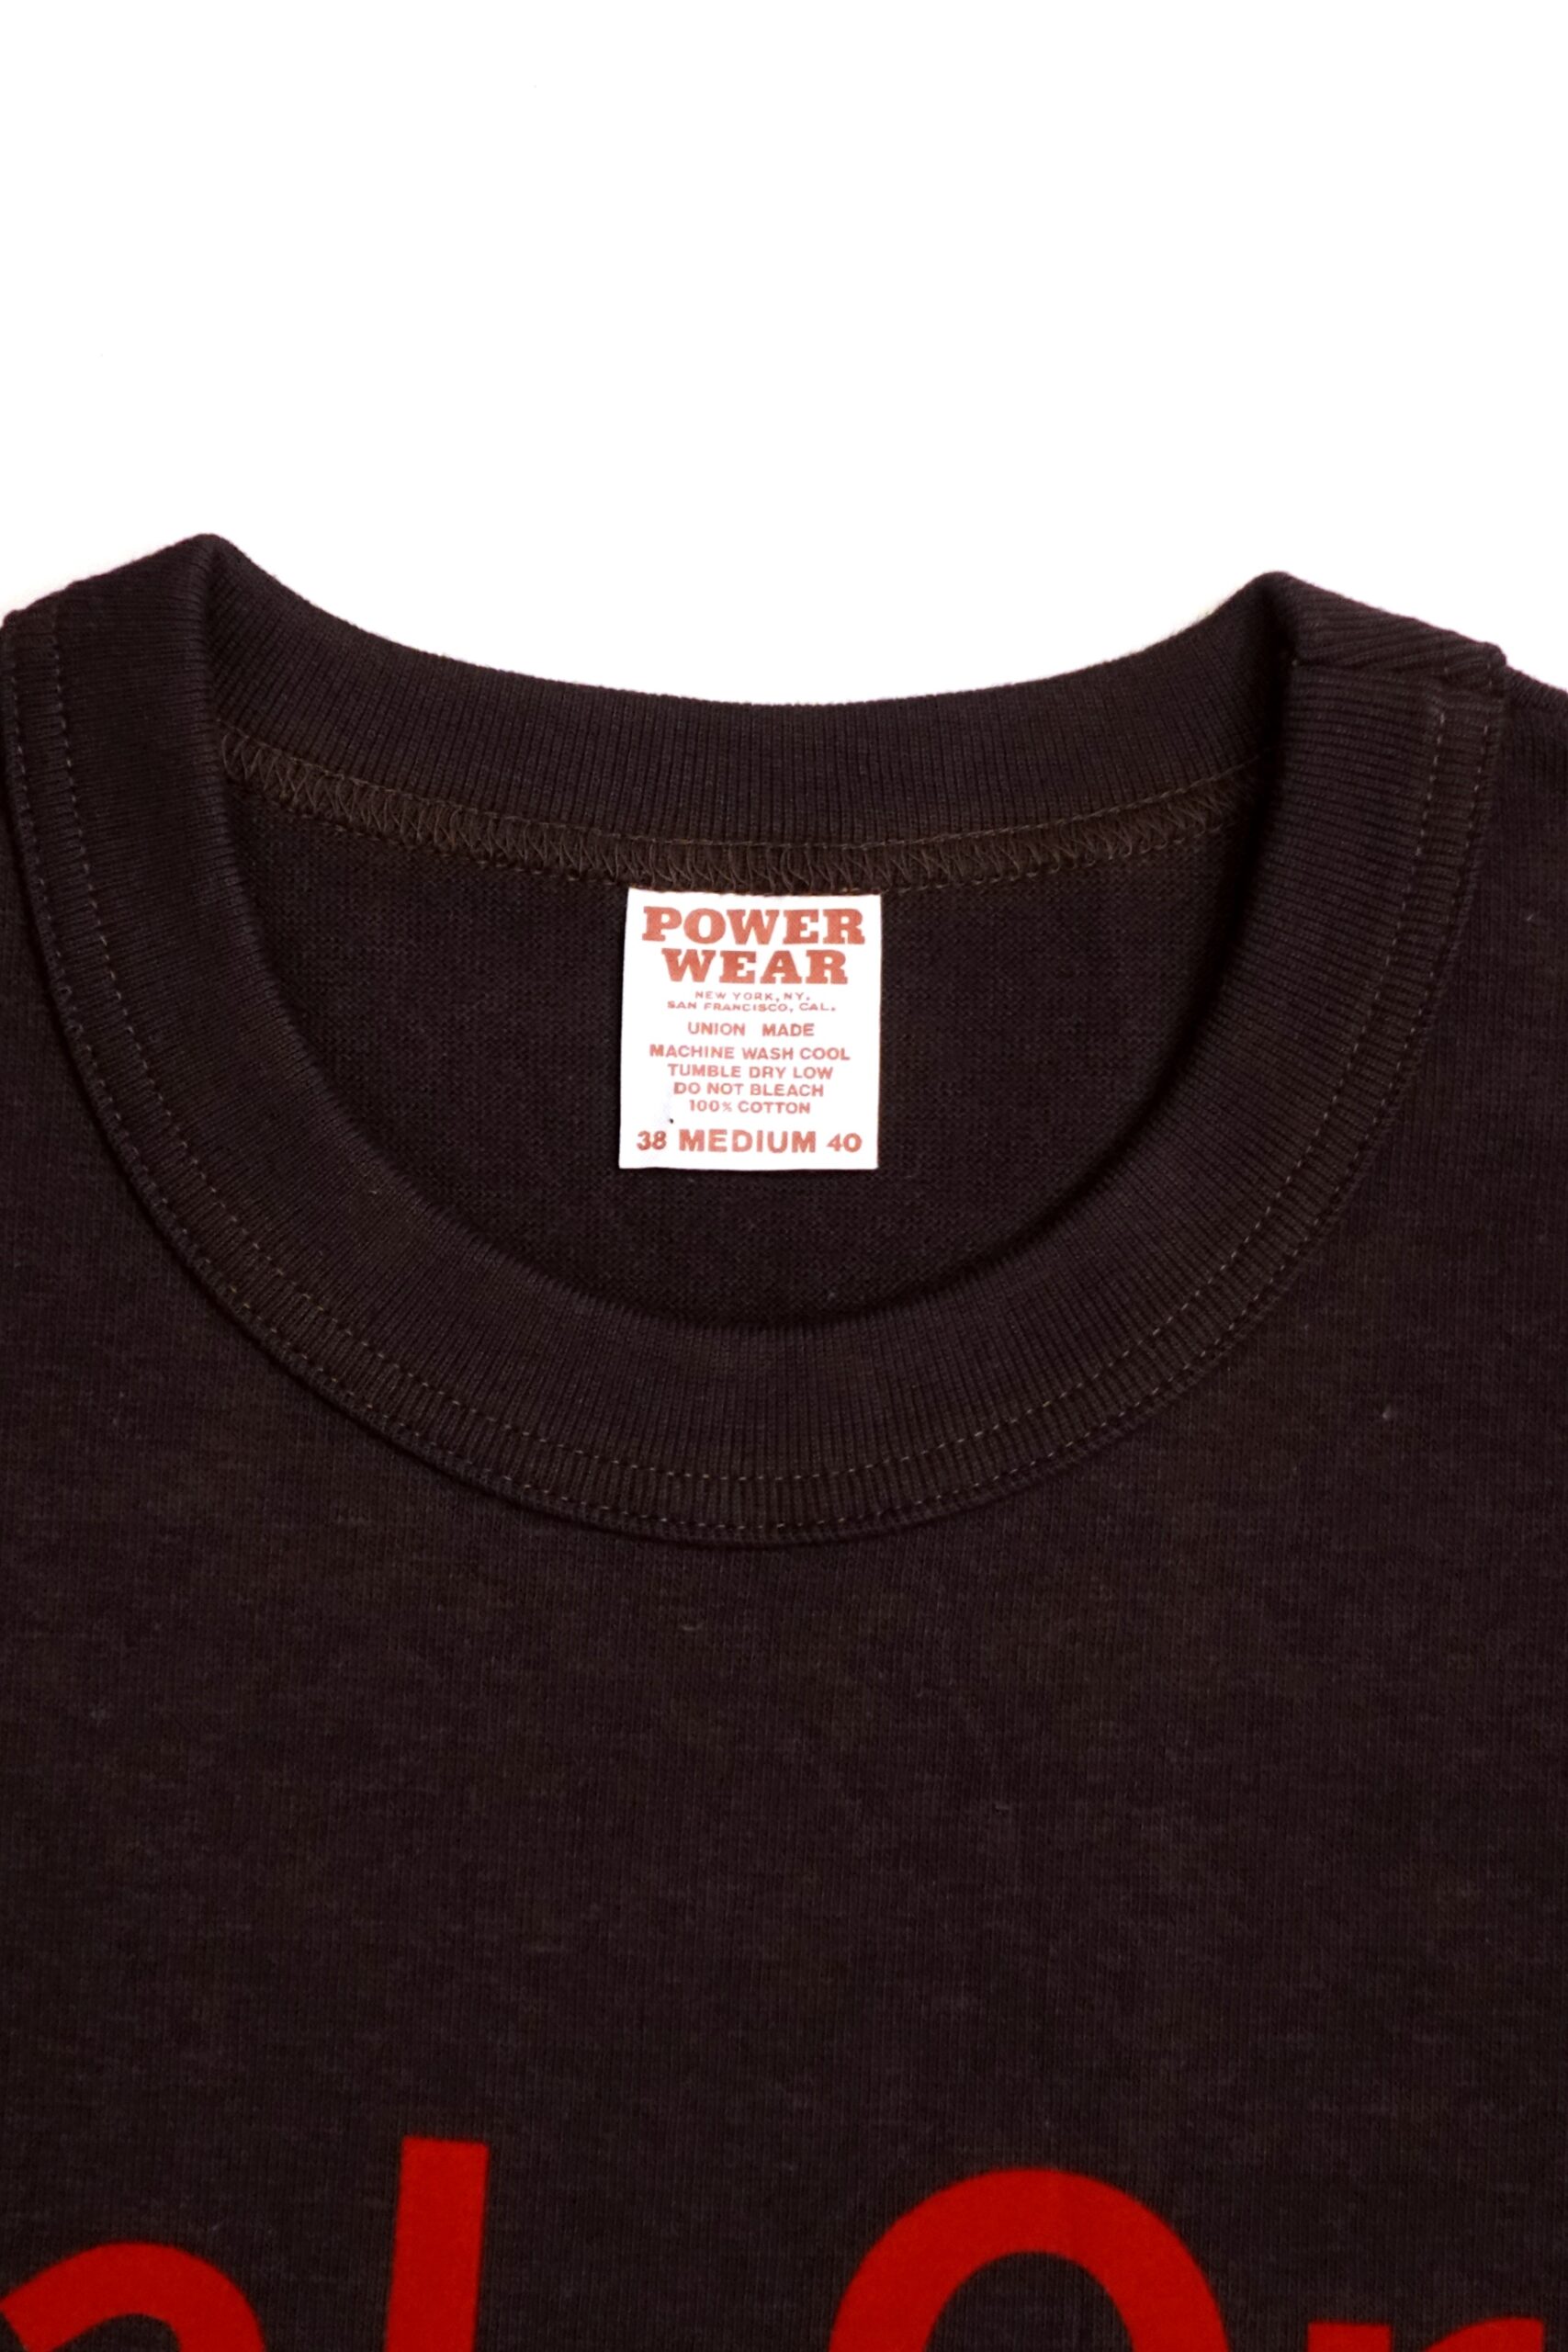 POWER
WEAR
NEW YORK, NY.
SAN FRANCISCO, CAL.
UNION MADE
MACHINE WASH COOL
TUMBLE DRY LOW
DO NOT BLEACH
100% COTTON
38 MEDIUM 40